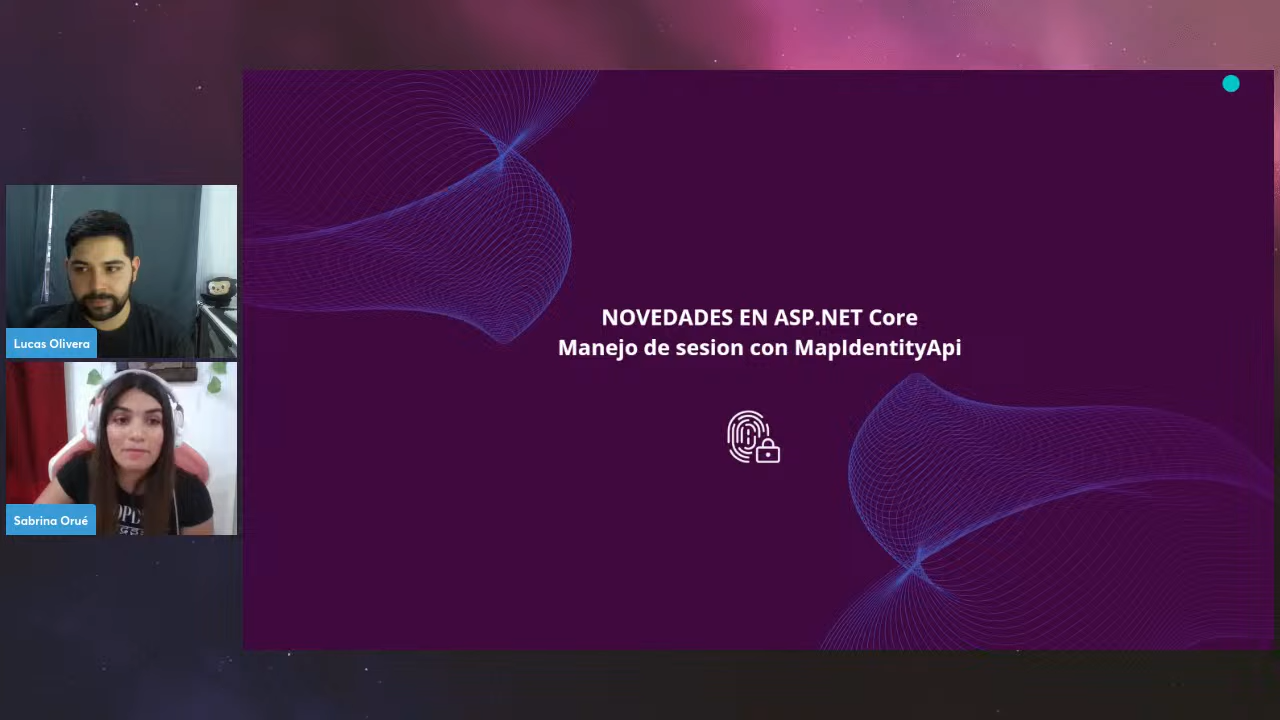 NOVEDADES EN ASP.NET Core
Manejo de sesion con MapIdentityApi
Lucas Olivera
Sabrina Orué